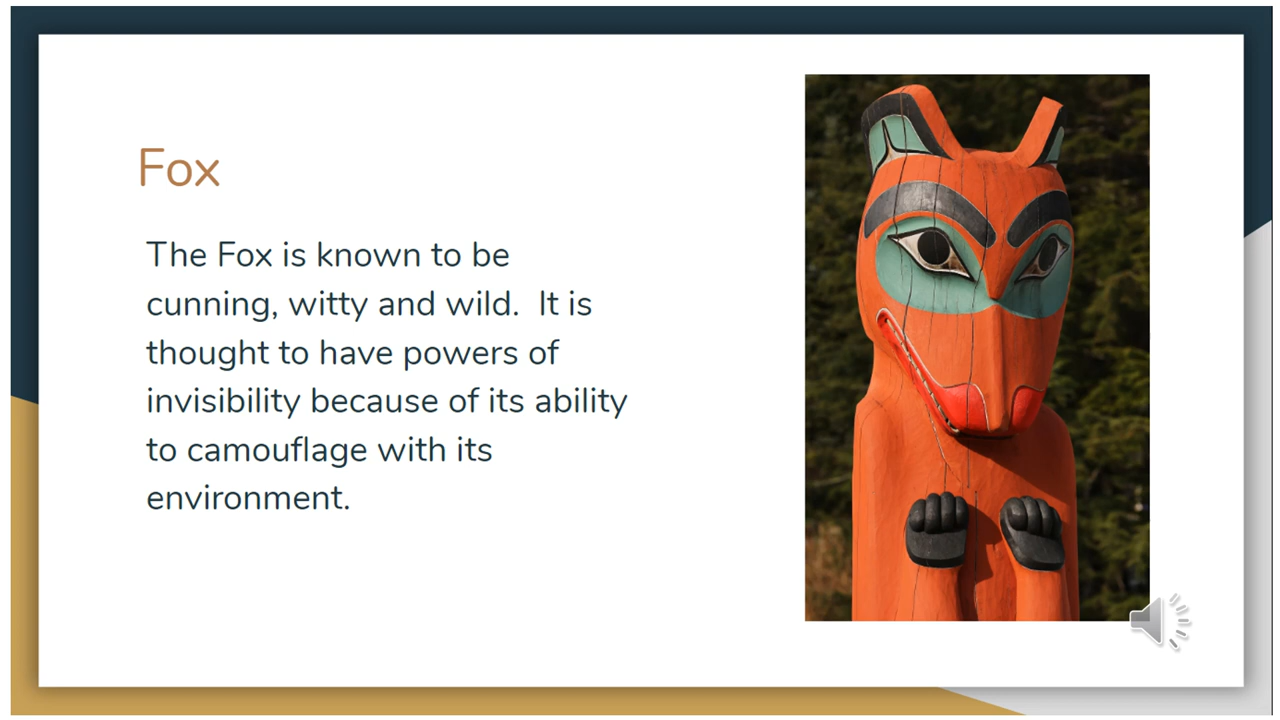 Fox
The Fox is known to be
cunning, witty and wild.  It is
thought to have powers of
invisibility because of its ability
to camouflage with its
environment.